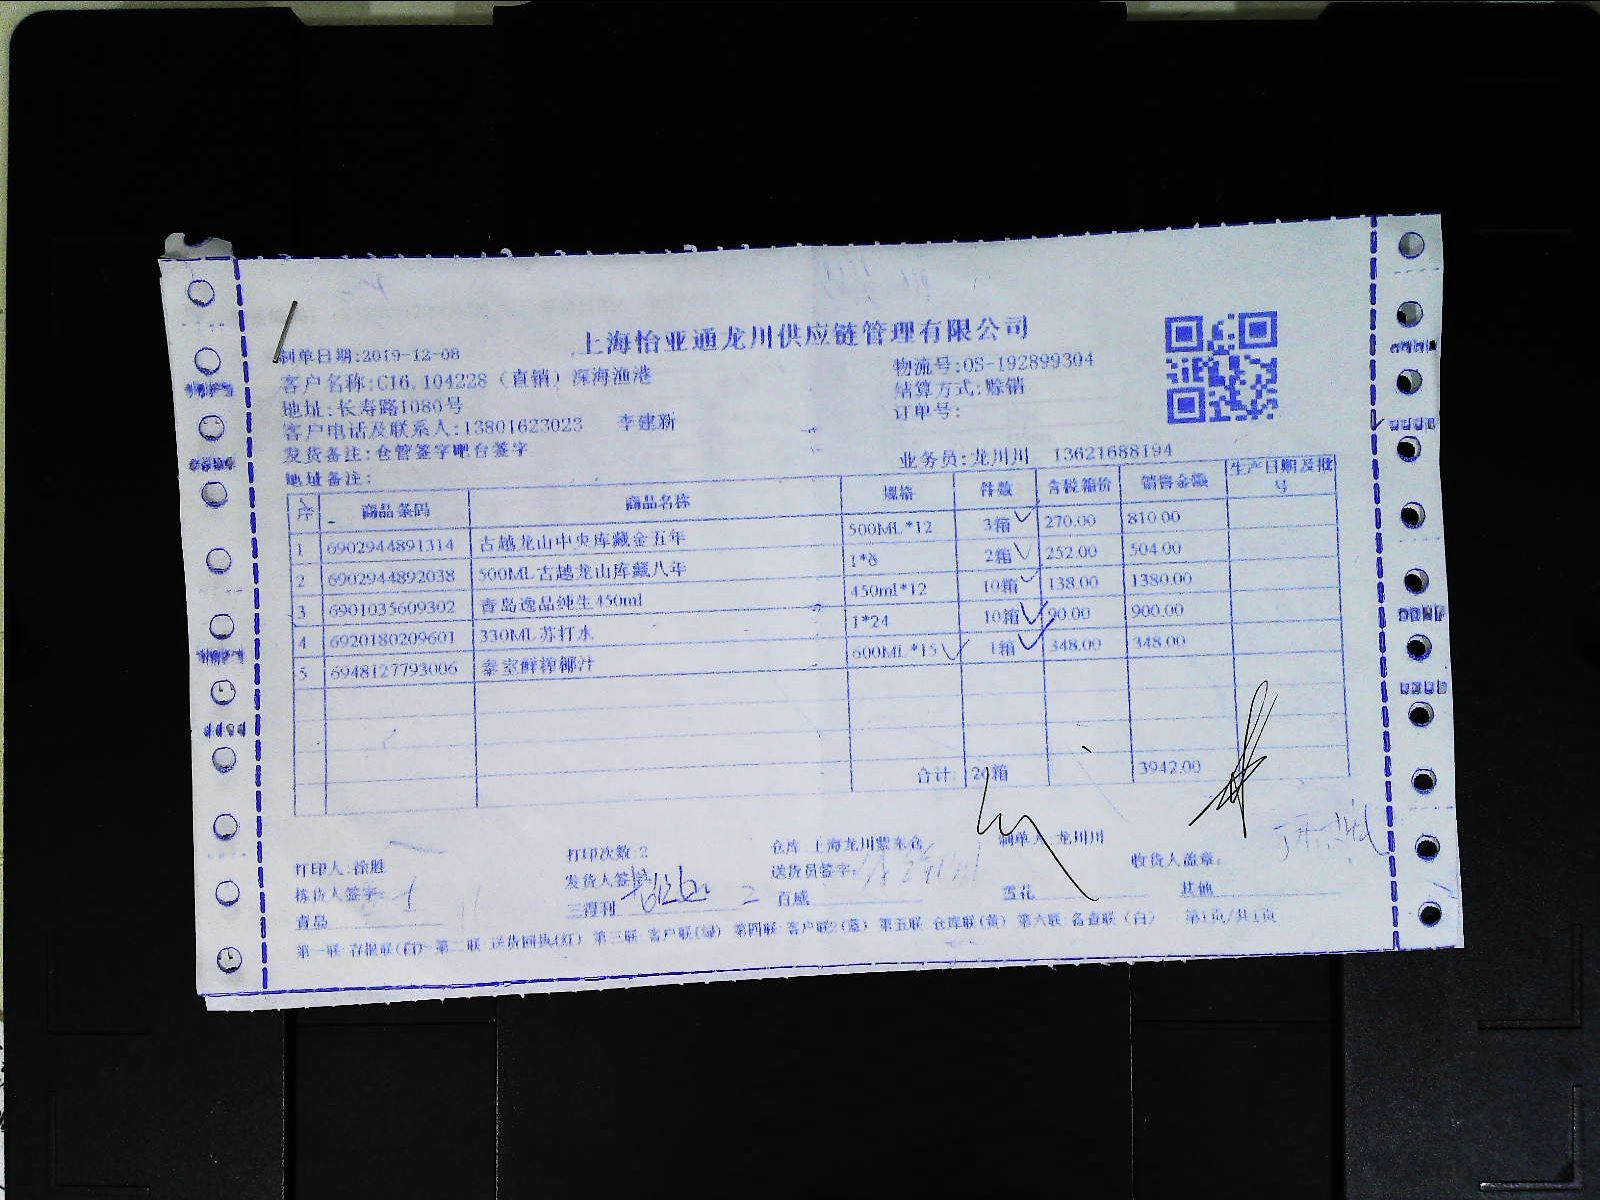 上海怡亚通龙川供应链管理有限公司
制单日期:2019-12-08
物流号:OS-192899304
客户名称:C16.104228（直销）深海渔港
结算方式:赊销
地址:长寿路1080号
订单号:
客户电话及联系人:13801623023 李建新
发货备注:仓管签字吧台签字
业务员:龙川川 13621688194
地址备注:
序 商品条码 商品名称 规格 件数 含税箱价 销售金额 生产日期及批号
1 6902944891314 古越龙山中央库藏金五年 500ML*12 3箱 270.00 810.00
2 6902944892038 500ML古越龙山库藏八年 1*6 2箱 252.00 504.00
3 6901035609302 青岛逸品纯生450ml 450ml*12 10箱 138.00 1380.00
4 6920180209601 330ML苏打水 1*24 10箱 90.00 900.00
5 6948127793006 泰室鲜榨椰汁 600ML*15 1箱 348.00 348.00
合计: 26箱 3942.00
打印人:徐胜 打印次数:2 仓库 上海龙川 制单人:龙川川
收货人盖章:
拣货人签字: 发货人签字: 送货员签字:
青岛 三得利 2 百威 雪花 其他
第一联 存根联(白) 第二联 送货回执(红) 第三联 客户联(绿) 第四联 客户联2(蓝) 第五联 仓库联(黄) 第六联 备查联（白） 第1页/共1页